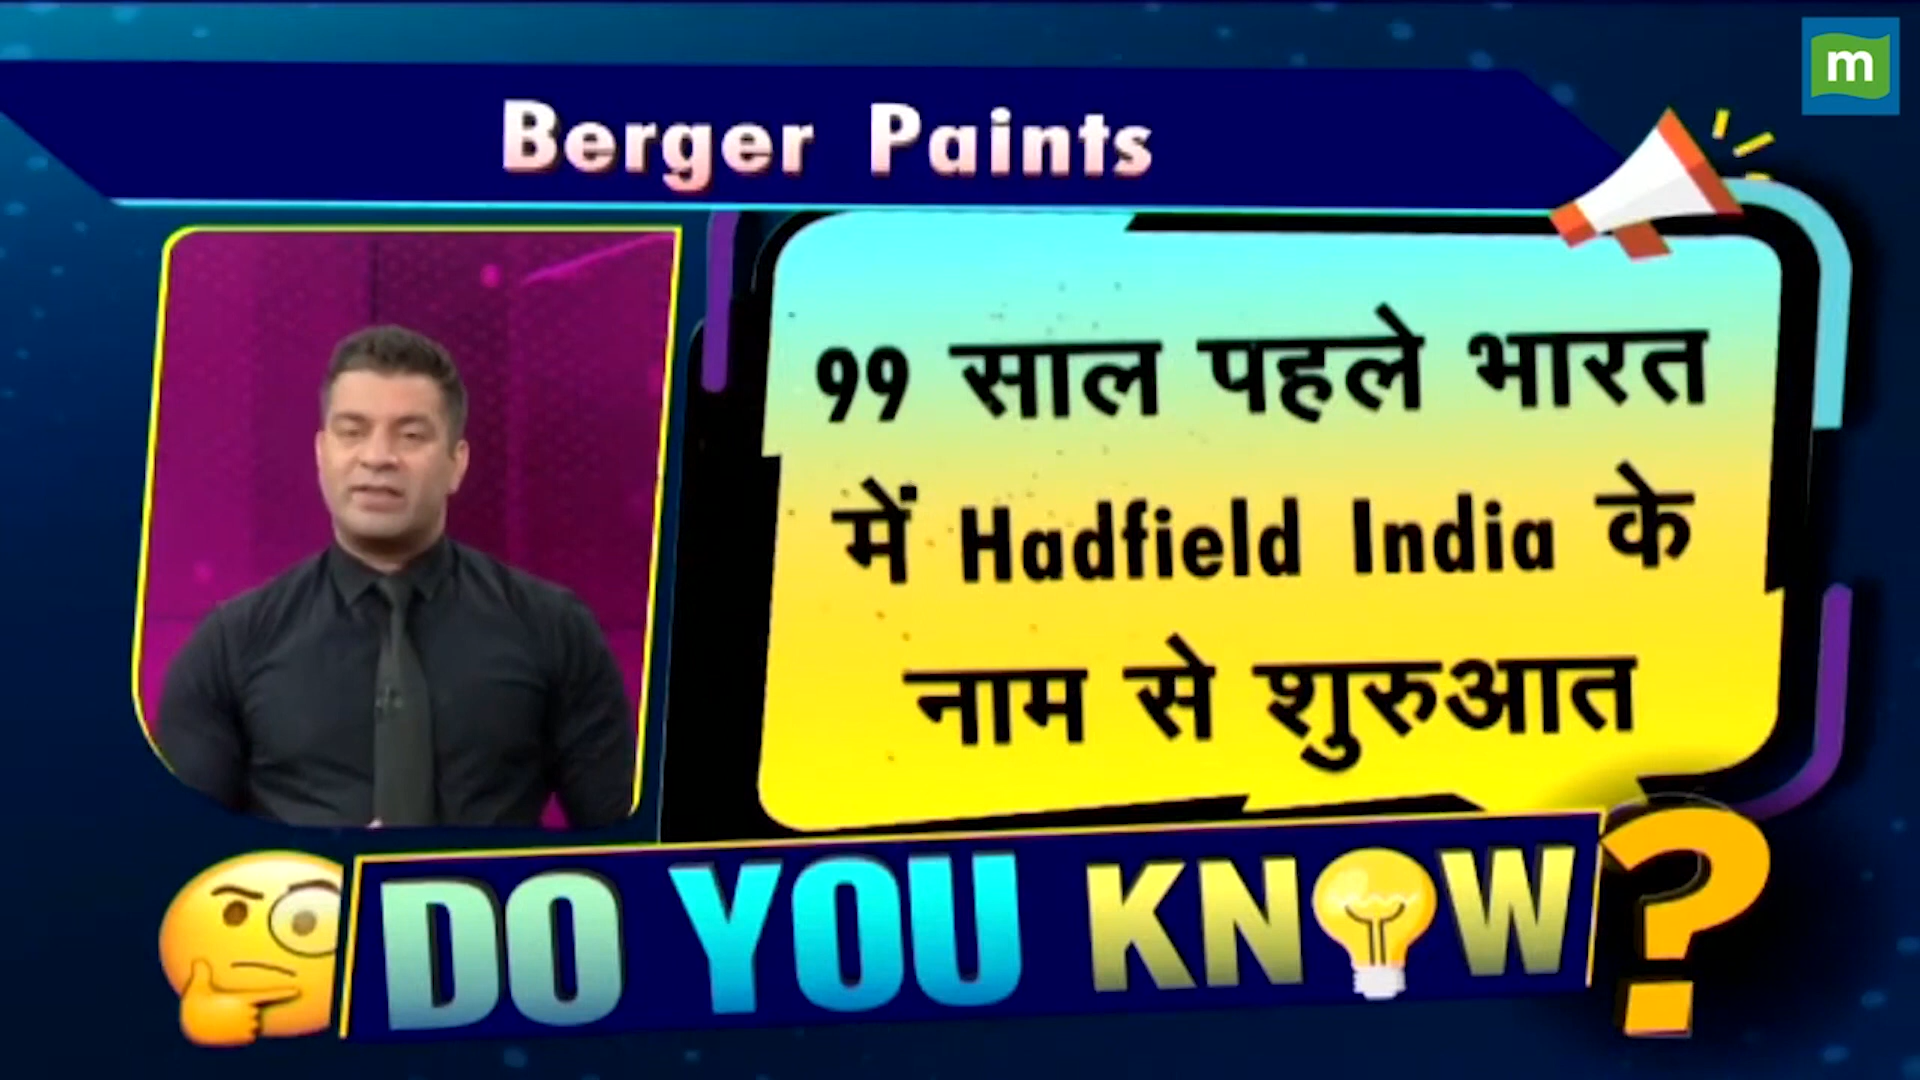 m
Berger Paints
99 साल पहले भारत
में Hadfield India के
नाम से शुरुआत
DO YOU KNOW?